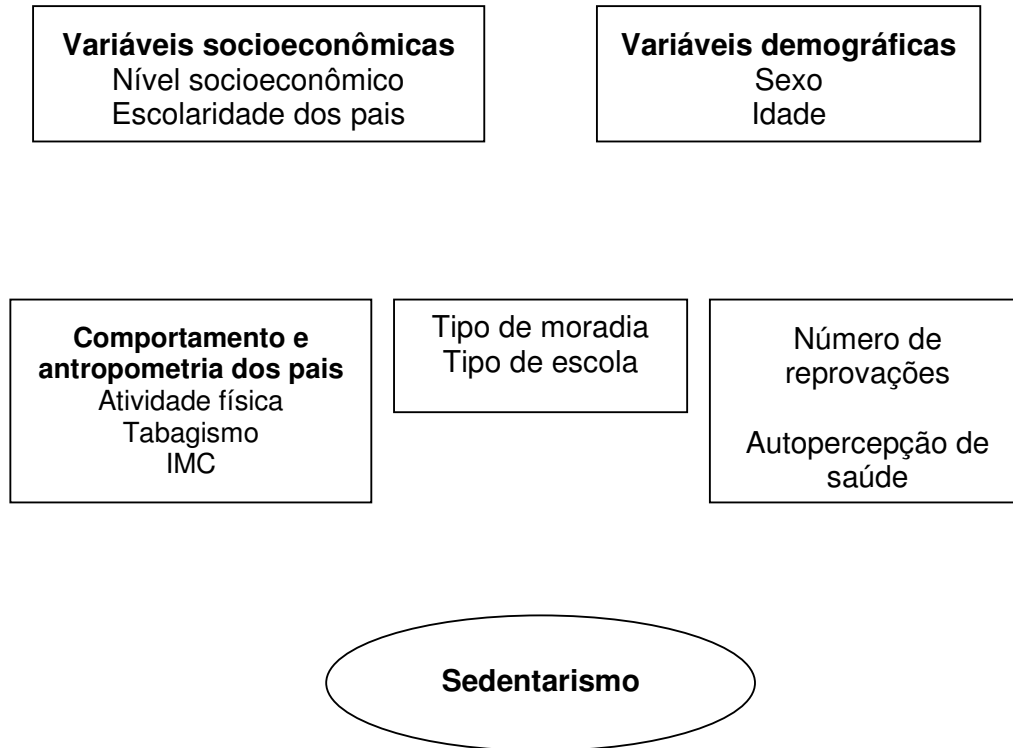 Variáveis socioeconômicas
Nível socioeconômico
Escolaridade dos pais
Variáveis demográficas
Sexo
Idade
Comportamento e
antropometria dos pais
Atividade física
Tabagismo
IMC
Tipo de moradia
Tipo de escola
Número de
reprovações
Autopercepção de
saúde
Sedentarismo